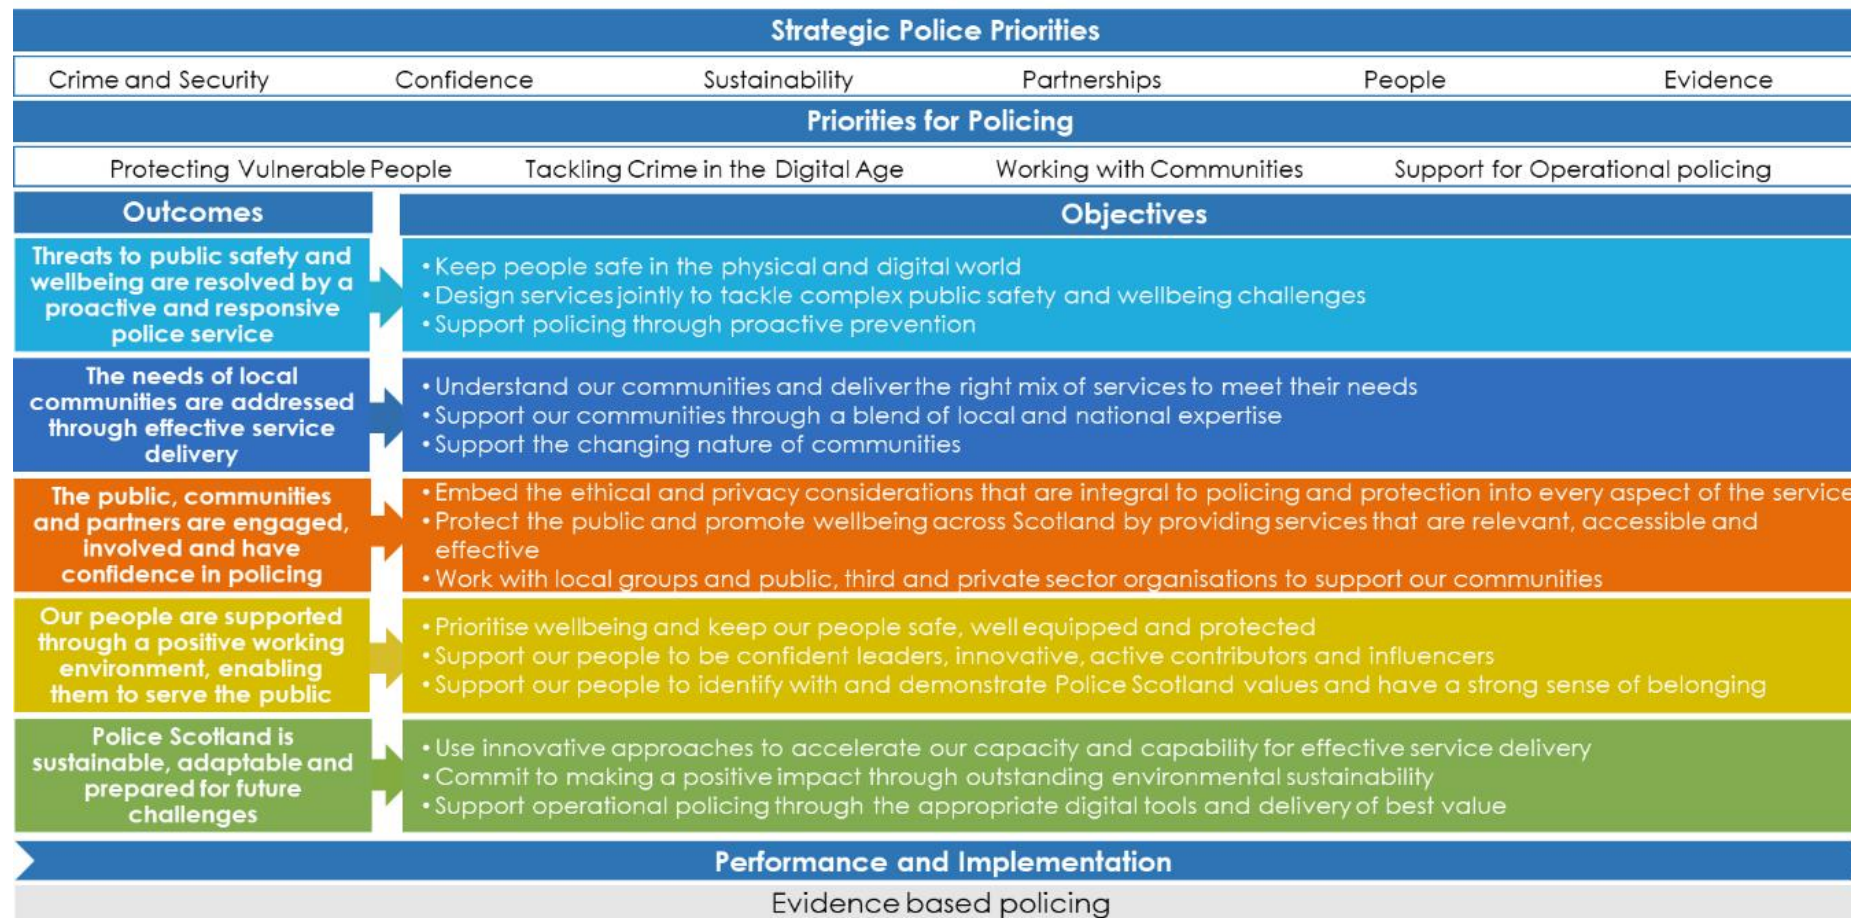 Strategic Police Priorities
Crime and Security Confidence Sustainability Partnerships People Evidence
Priorities for Policing
Protecting Vulnerable People Tackling Crime in the Digital Age Working with Communities Support for Operational policing
Outcomes
Objectives
Threats to public safety and
wellbeing are resolved by a
proactive and responsive
police service
• Keep people safe in the physical and digital world
• Design services jointly to tackle complex public safety and wellbeing challenges
• Support policing through proactive prevention
The needs of local
communities are addressed
through effective service
delivery
• Understand our communities and deliver the right mix of services to meet their needs
• Support our communities through a blend of local and national expertise
• Support the changing nature of communities
The public, communities
and partners are engaged,
involved and have
confidence in policing
• Embed the ethical and privacy considerations that are integral to policing and protection into every aspect of the service
• Protect the public and promote wellbeing across Scotland by providing services that are relevant, accessible and
effective
• Work with local groups and public, third and private sector organisations to support our communities
Our people are supported
through a positive working
environment, enabling
them to serve the public
• Prioritise wellbeing and keep our people safe, well equipped and protected
• Support our people to be confident leaders, innovative, active contributors and influencers
• Support our people to identify with and demonstrate Police Scotland values and have a strong sense of belonging
Police Scotland is
sustainable, adaptable and
prepared for future
challenges
• Use innovative approaches to accelerate our capacity and capability for effective service delivery
• Commit to making a positive impact through outstanding environmental sustainability
• Support operational policing through the appropriate digital tools and delivery of best value
Performance and Implementation
Evidence based policing